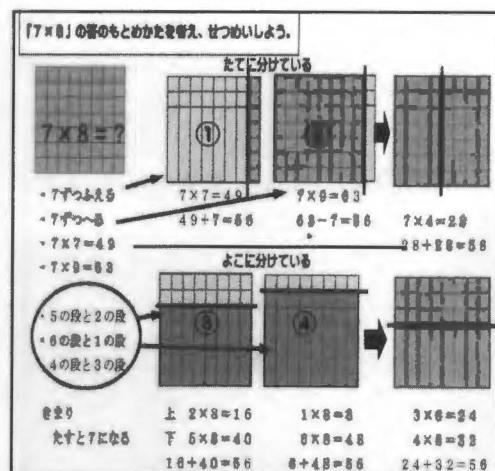 「7×8」の答のもとめかたを考え、せつめいしよう。
たてに分けている
7×8=?
①
・7ずつふえる
・7ずつへる
・7×7=49
・7×9=63
7×7=49
49+7=56
7×9=63
63-7=56
7×4=28
28+28=56
よこに分けている
・5の段と2の段
・6の段と1の段
4の段と3の段
③
④
きまり
たすと7になる
上 2×8=16
下 5×8=40
16+40=56
1×8=8
6×8=48
8+48=56
3×8=24
4×8=32
24+32=56